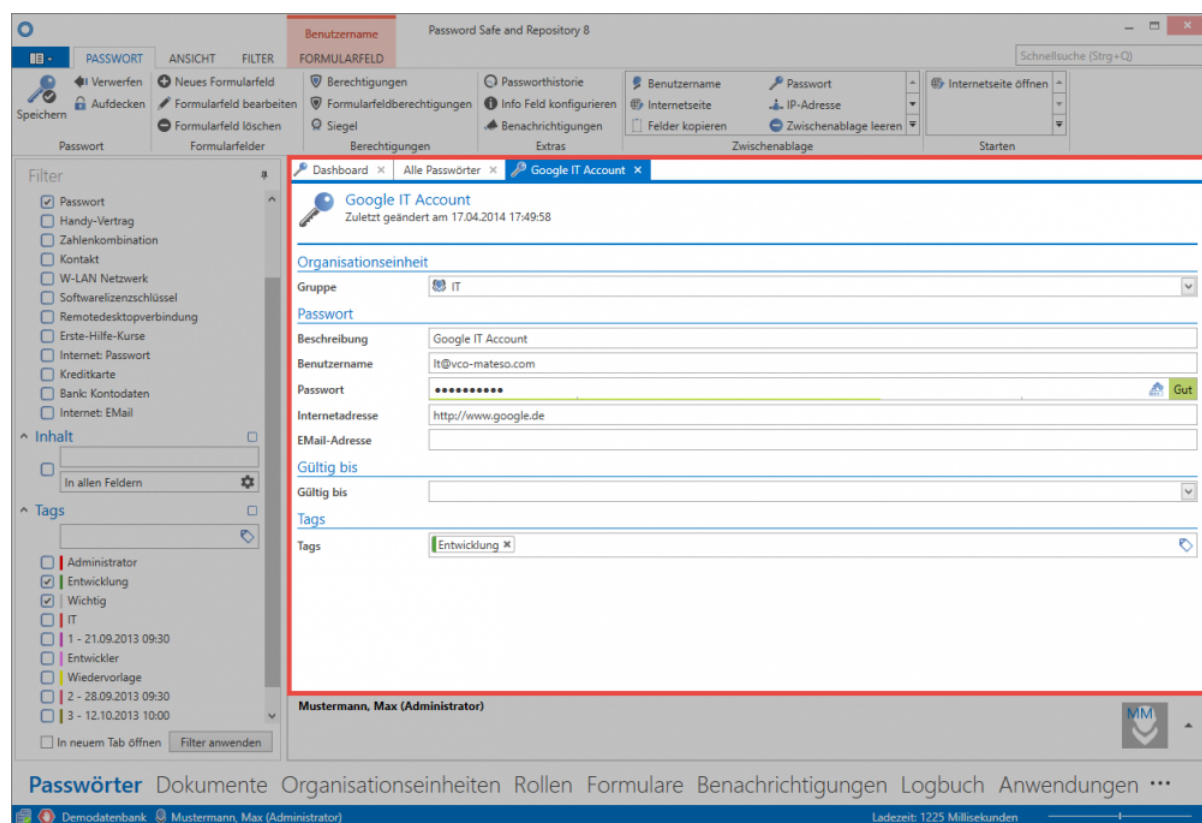 Benutzername
Password Safe and Repository 8
PASSWORT ANSICHT FILTER FORMULARFELD
Schnellsuche (Strg+Q)
Speichern
Verwerfen
Aufdecken
Passwort
Neues Formularfeld
Formularfeld bearbeiten
Formularfeld löschen
Formularfelder
Berechtigungen
Formularfeldberechtigungen
Siegel
Berechtigungen
Passworthistorie
Info Feld konfigurieren
Benachrichtigungen
Extras
Benutzername
Internetseite
Felder kopieren
Passwort
IP-Adresse
Zwischenablage leeren
Zwischenablage
Internetseite öffnen
Starten
Filter
Passwort
Handy-Vertrag
Zahlenkombination
Kontakt
W-LAN Netzwerk
Softwarelizenzschlüssel
Remotedesktopverbindung
Erste-Hilfe-Kurse
Internet: Passwort
Kreditkarte
Bank: Kontodaten
Internet: EMail
Inhalt
In allen Feldern
Tags
Administrator
Entwicklung
Wichtig
IT
1 - 21.09.2013 09:30
Entwickler
Wiedervorlage
2 - 28.09.2013 09:30
3 - 12.10.2013 10:00
In neuem Tab öffnen Filter anwenden
Dashboard Alle Passwörter Google IT Account
Google IT Account
Zuletzt geändert am 17.04.2014 17:49:58
Organisationseinheit
Gruppe IT
Passwort
Beschreibung Google IT Account
Benutzername It@vco-mateso.com
Passwort •••••••••• Gut
Internetadresse http://www.google.de
EMail-Adresse
Gültig bis
Gültig bis
Tags
Tags Entwicklung
Mustermann, Max (Administrator)
MM
Passwörter Dokumente Organisationseinheiten Rollen Formulare Benachrichtigungen Logbuch Anwendungen •••
Demodatenbank Mustermann, Max (Administrator) Ladezeit: 1225 Millisekunden